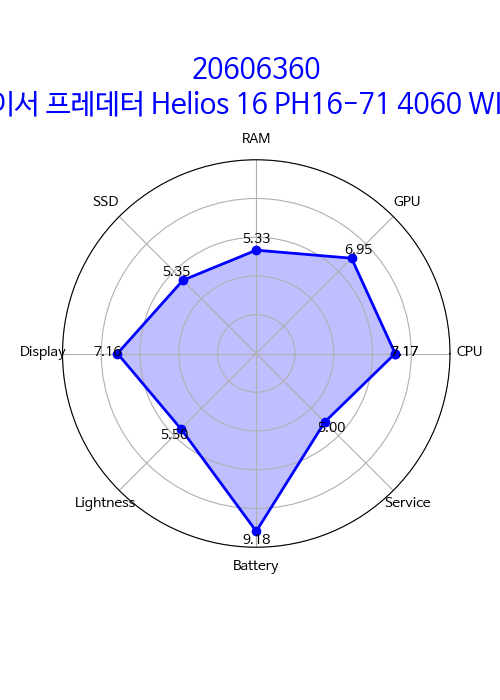 20606360
이서 프레데터 Helios 16 PH16-71 4060 WI
RAM
SSD
GPU
5.33
6.95
5.35
Display
7.16
7.17
CPU
5.50
5.00
Lightness
Service
9.18
Battery